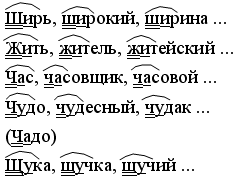 Ширь, широкий, ширина ...
Жить, житель, житейский ...
Час, часовщик, часовой ...
Чудо, чудесный, чудак ...
(Чадо)
Щука, щучка, щучий ...